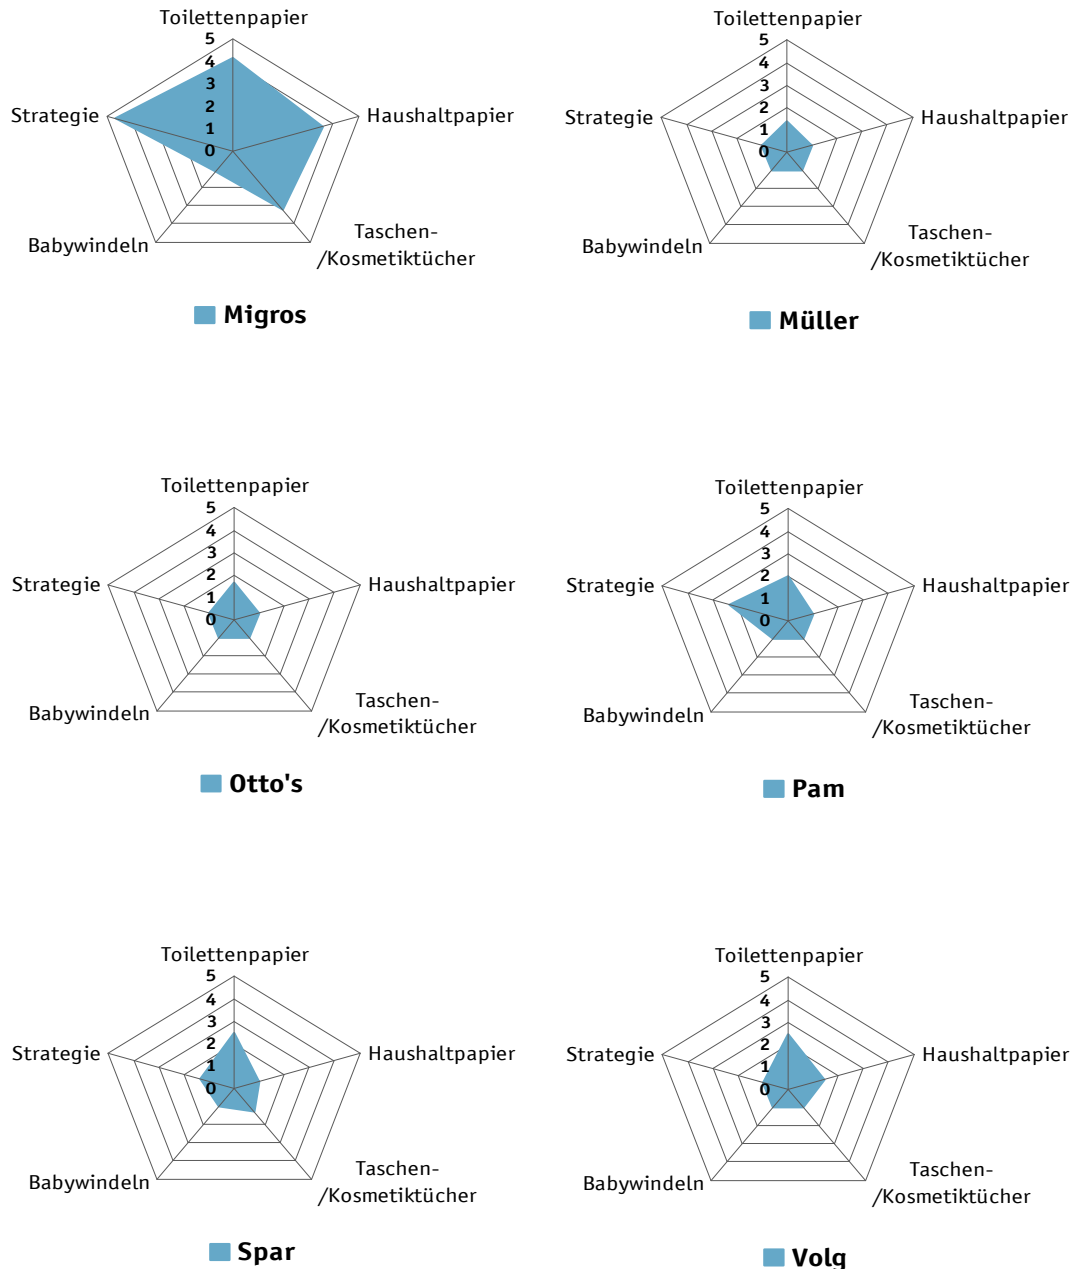 Toilettenpapier
5
4
3
2
1
0
Strategie
Haushaltpapier
Babywindeln
Taschen-
/Kosmetiktücher
Migros
Toilettenpapier
5
4
3
2
1
0
Strategie
Haushaltpapier
Babywindeln
Taschen-
/Kosmetiktücher
Müller
Toilettenpapier
5
4
3
2
1
0
Strategie
Haushaltpapier
Babywindeln
Taschen-
/Kosmetiktücher
Otto's
Toilettenpapier
5
4
3
2
1
0
Strategie
Haushaltpapier
Babywindeln
Taschen-
/Kosmetiktücher
Pam
Toilettenpapier
5
4
3
2
1
0
Strategie
Haushaltpapier
Babywindeln
Taschen-
/Kosmetiktücher
Spar
Toilettenpapier
5
4
3
2
1
0
Strategie
Haushaltpapier
Babywindeln
Taschen-
/Kosmetiktücher
Volg